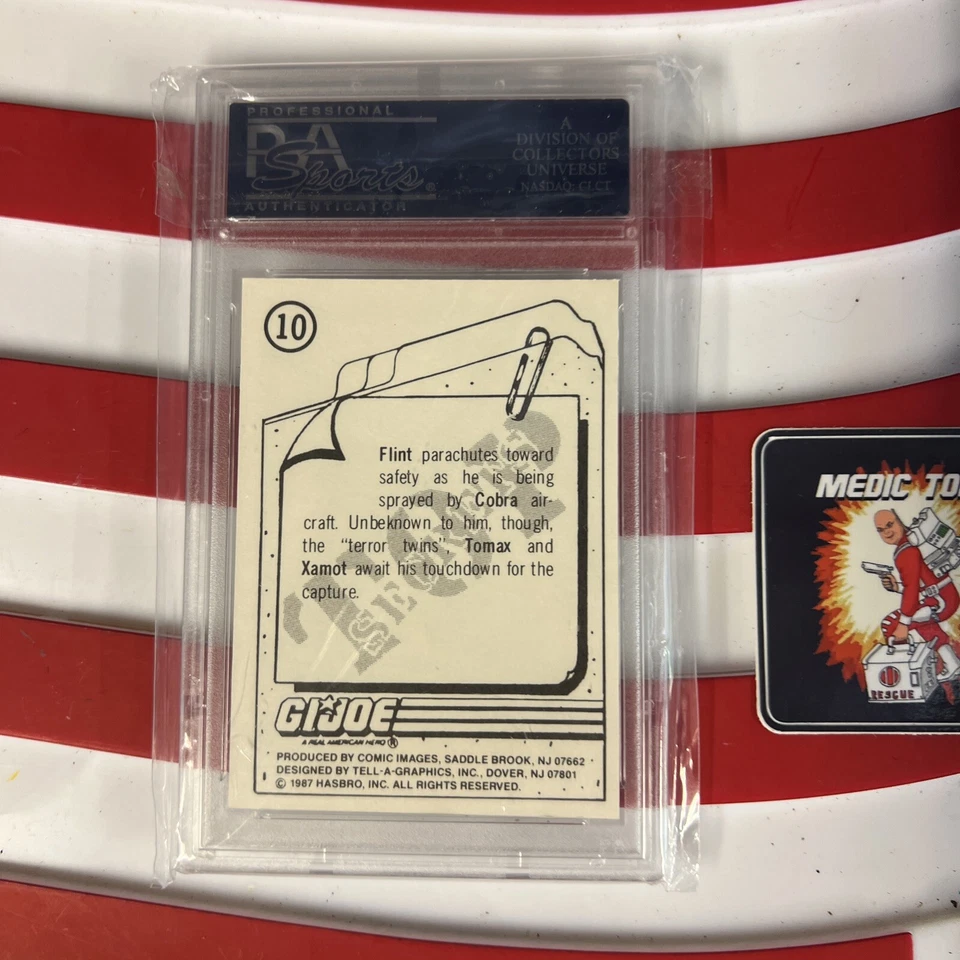 PROFESSIONAL
PSA
Sports®
AUTHENTICATOR
A
DIVISION OF
COLLECTORS
UNIVERSE
NASDAQ: CLCT
10
Flint parachutes toward
safety as he is being
sprayed by Cobra air-
craft. Unbeknown to him, though,
the "terror twins", Tomax and
Xamot await his touchdown for the
capture.
TOP
SECRET
GI JOE
A REAL AMERICAN HERO®
PRODUCED BY COMIC IMAGES, SADDLE BROOK, NJ 07662
DESIGNED BY TELL-A-GRAPHICS, INC., DOVER, NJ 07801
© 1987 HASBRO, INC. ALL RIGHTS RESERVED.
MEDIC TO
RESCUE